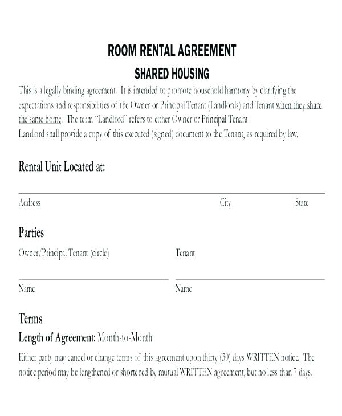 ROOM RENTAL AGREEMENT
SHARED HOUSING
This is a legally binding agreement. It is intended to promote household harmony by clarifying the
expectations and responsibilities of the Owner or Principal Tenant (Landlords) and Tenant when they share
the same home. The term "Landlord" refers to either Owner or Principal Tenant.
Landlord shall provide a copy of this executed (signed) document to the Tenant, as required by law.
Rental Unit Located at:
Address City State
Parties
Owner/Principal Tenant (circle) Tenant
Name Name
Terms
Length of Agreement: Month-to-Month
Either party may cancel or change terms of this agreement upon thirty (30) days WRITTEN notice. The
notice period may be lengthened or shortened by mutual WRITTEN agreement, but no less than 7 days.